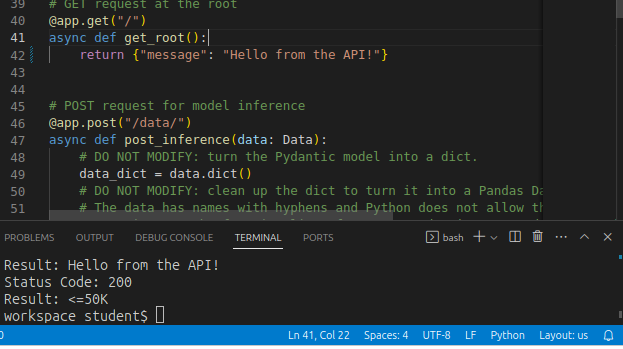 39 # GET request at the root
40 @app.get("/")
41 async def get_root():
42 return {"message": "Hello from the API!"}
43
44
45 # POST request for model inference
46 @app.post("/data/")
47 async def post_inference(data: Data):
48 # DO NOT MODIFY: turn the Pydantic model into a dict.
49 data_dict = data.dict()
50 # DO NOT MODIFY: clean up the dict to turn it into a Pandas Da
51 # The data has names with hyphens and Python does not allow th
PROBLEMS OUTPUT DEBUG CONSOLE TERMINAL PORTS bash
Result: Hello from the API!
Status Code: 200
Result: <=50K
workspace student$
Ln 41, Col 22 Spaces: 4 UTF-8 LF Python Layout: us